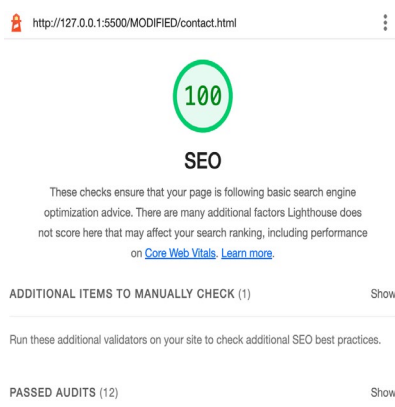 http://127.0.0.1:5500/MODIFIED/contact.html
100
SEO
These checks ensure that your page is following basic search engine
optimization advice. There are many additional factors Lighthouse does
not score here that may affect your search ranking, including performance
on Core Web Vitals. Learn more.
ADDITIONAL ITEMS TO MANUALLY CHECK (1) Show
Run these additional validators on your site to check additional SEO best practices.
PASSED AUDITS (12) Show